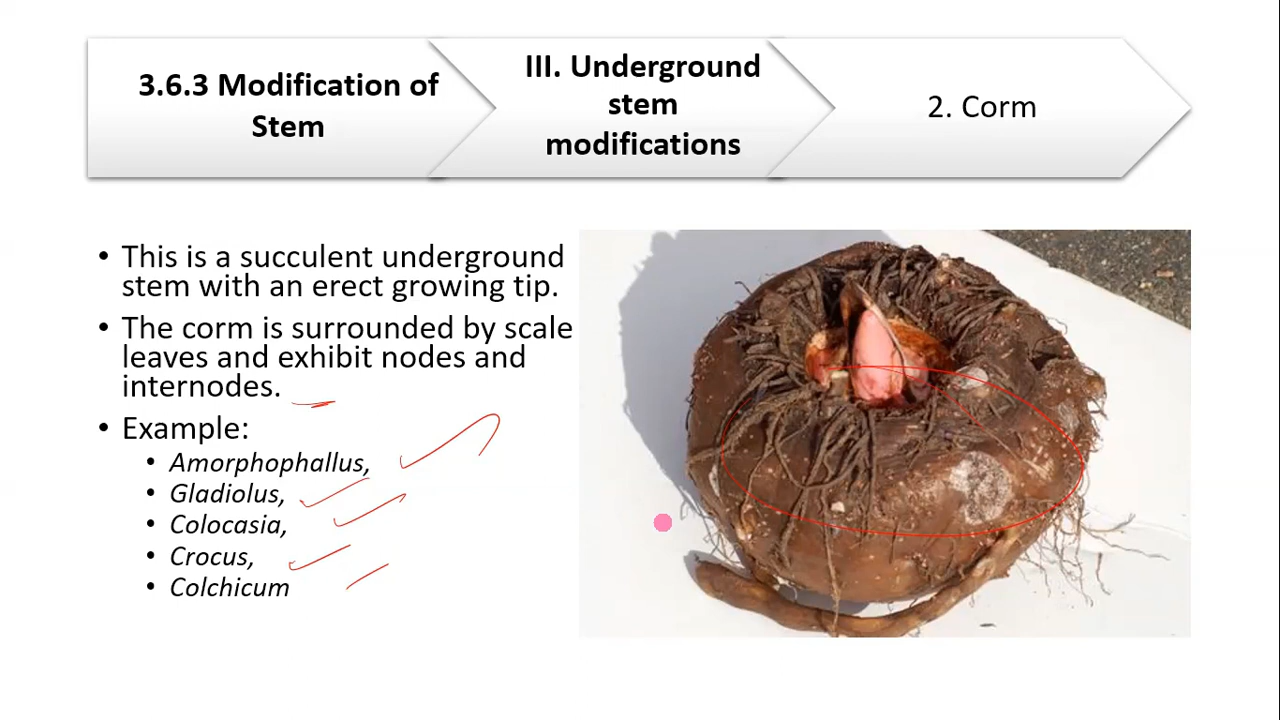 3.6.3 Modification of
Stem
III. Underground
stem
modifications
2. Corm
• This is a succulent underground
stem with an erect growing tip.
• The corm is surrounded by scale
leaves and exhibit nodes and
internodes.
• Example:
• Amorphophallus,
• Gladiolus,
• Colocasia,
• Crocus,
• Colchicum